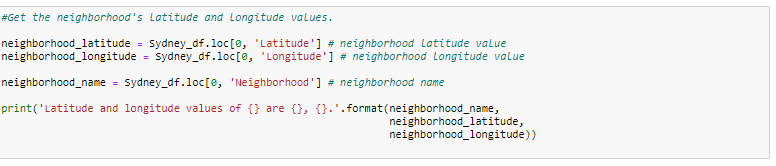 #Get the neighborhood's Latitude and Longitude values.
neighborhood_latitude = Sydney_df.loc[0, 'Latitude'] # neighborhood latitude value
neighborhood_longitude = Sydney_df.loc[0, 'Longitude'] # neighborhood longitude value
neighborhood_name = Sydney_df.loc[0, 'Neighborhood'] # neighborhood name
print('Latitude and longitude values of {} are {}, {}.'.format(neighborhood_name,
neighborhood_latitude,
neighborhood_longitude))